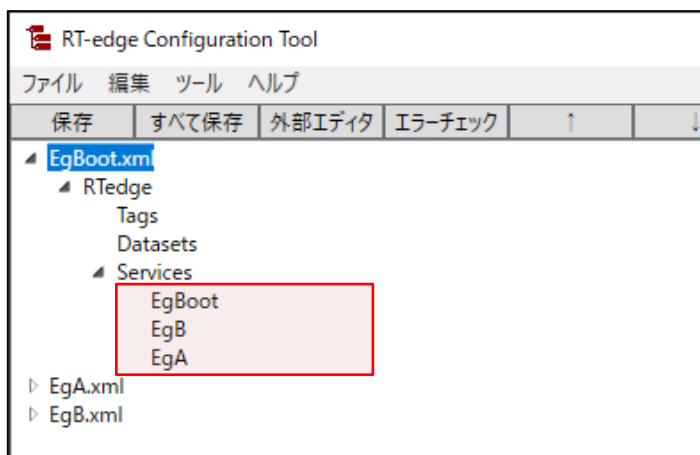 RT-edge Configuration Tool
ファイル 編集 ツール ヘルプ
保存 すべて保存 外部エディタ エラーチェック ↑ ↓
EgBoot.xml
RTedge
Tags
Datasets
Services
EgBoot
EgB
EgA
EgA.xml
EgB.xml